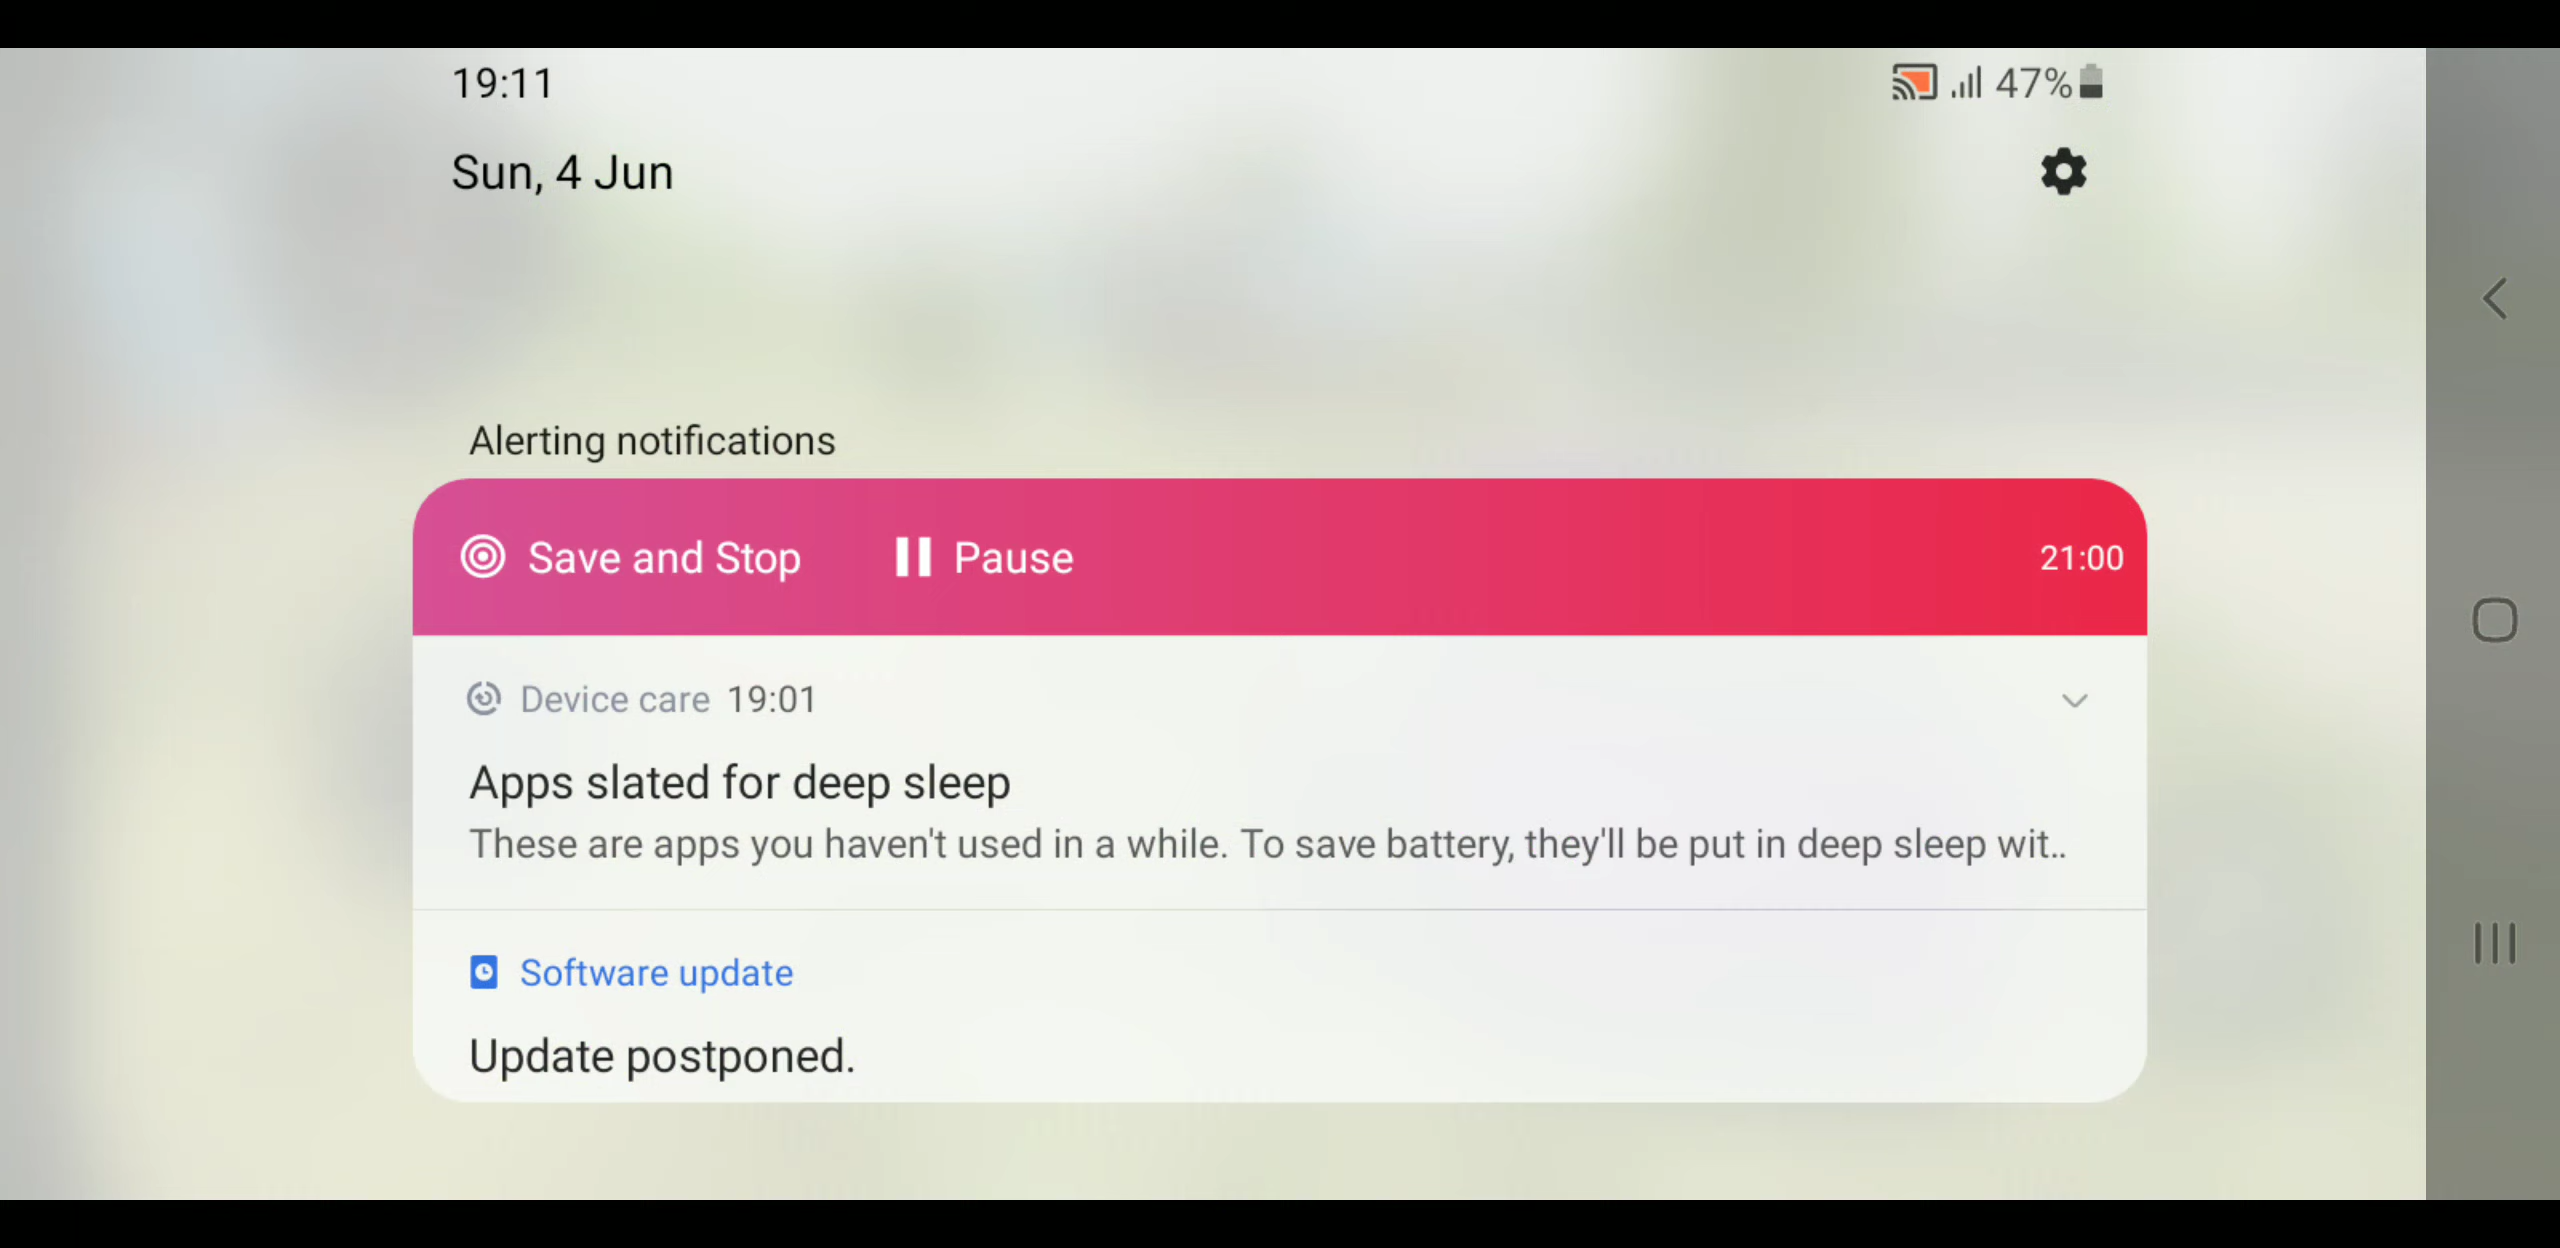 19:11
47%
Sun, 4 Jun
Alerting notifications
Save and Stop
Pause
21:00
Device care 19:01
Apps slated for deep sleep
These are apps you haven't used in a while. To save battery, they'll be put in deep sleep wit..
Software update
Update postponed.